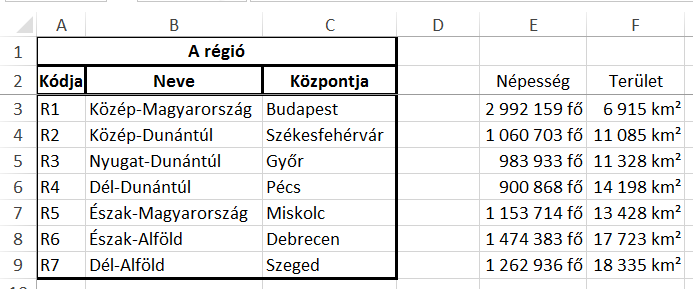 A B C D E F
1 A régió
2 Kódja Neve Központja Népesség Terület
3 R1 Közép-Magyarország Budapest 2 992 159 fő 6 915 km²
4 R2 Közép-Dunántúl Székesfehérvár 1 060 703 fő 11 085 km²
5 R3 Nyugat-Dunántúl Győr 983 933 fő 11 328 km²
6 R4 Dél-Dunántúl Pécs 900 868 fő 14 198 km²
7 R5 Észak-Magyarország Miskolc 1 153 714 fő 13 428 km²
8 R6 Észak-Alföld Debrecen 1 474 383 fő 17 723 km²
9 R7 Dél-Alföld Szeged 1 262 936 fő 18 335 km²